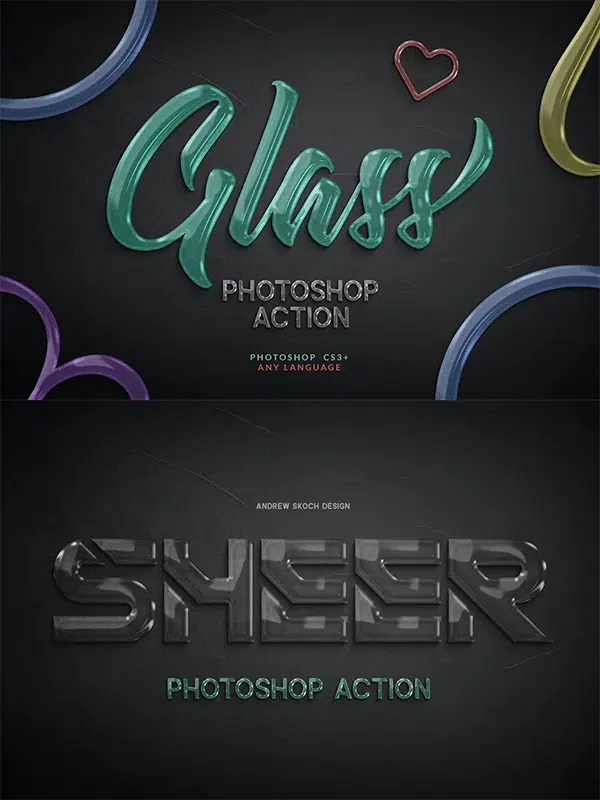 Glass
PHOTOSHOP
ACTION
PHOTOSHOP CS3+
ANY LANGUAGE
ANDREW SKOCH DESIGN
SHEER
PHOTOSHOP ACTION